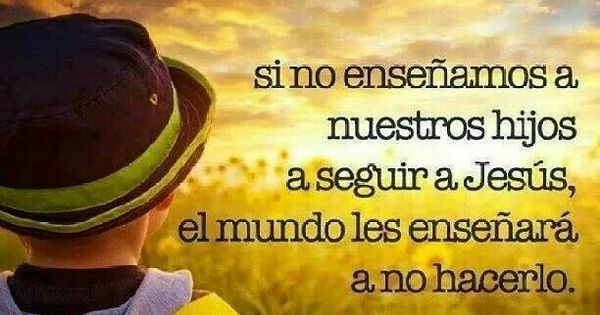 si no enseñamos a
nuestros hijos
a seguir a Jesús,
el mundo les enseñará
a no hacerlo.